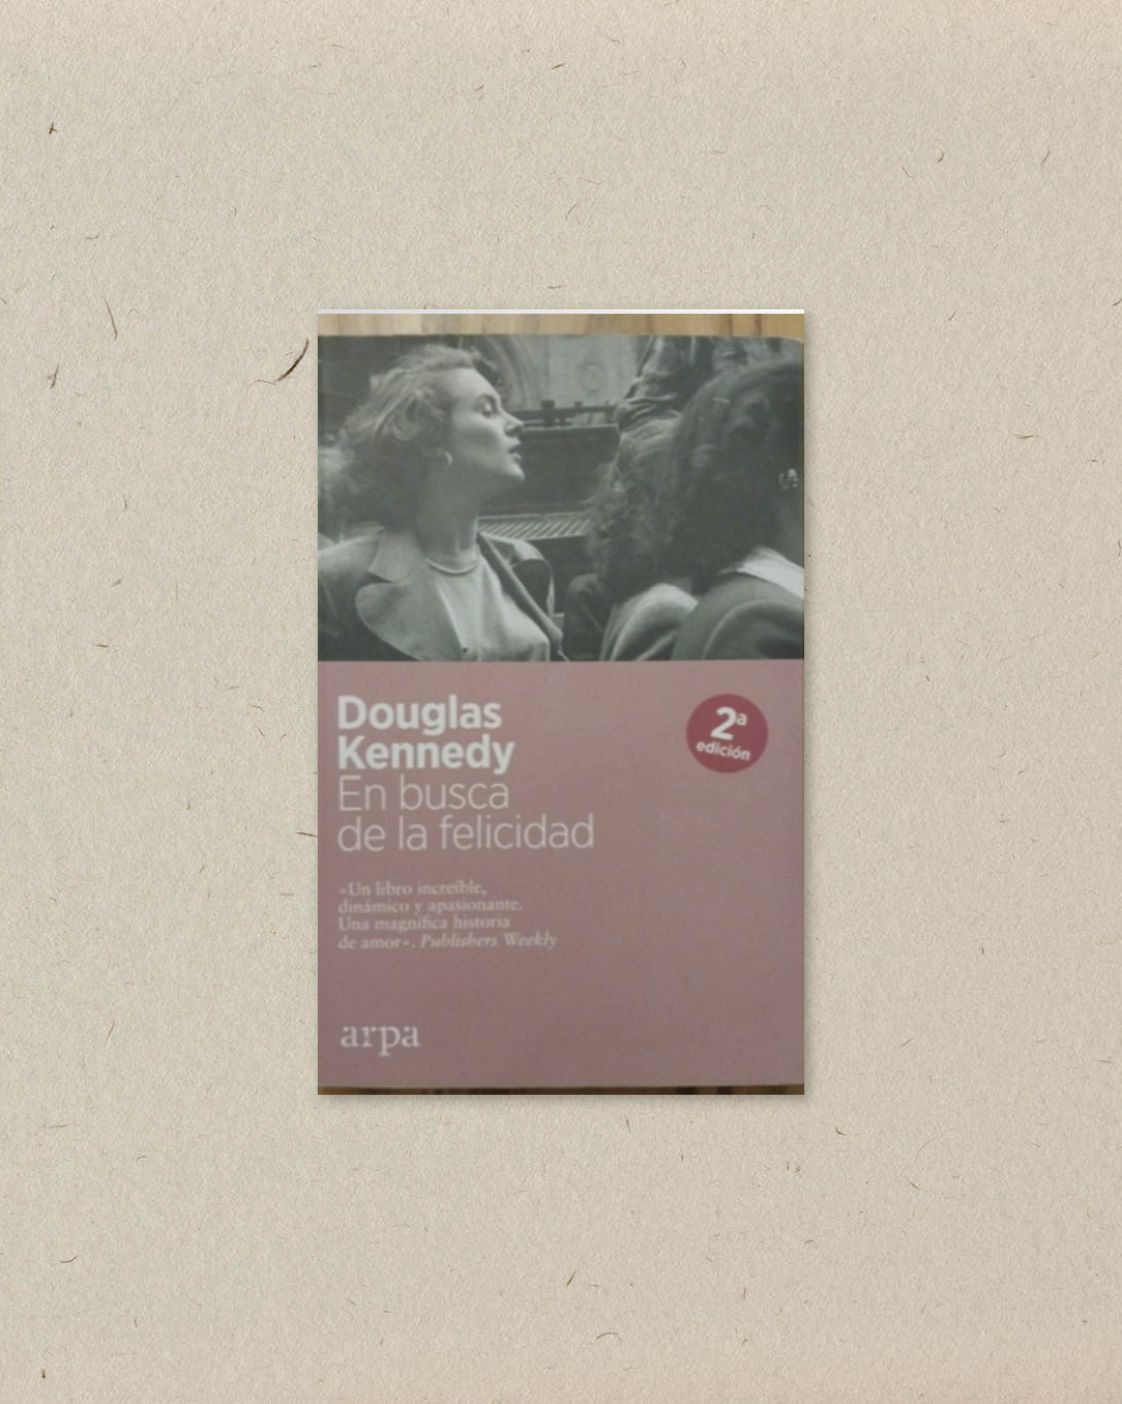 Douglas
Kennedy
En busca
de la felicidad
2ª
edición
«Un libro increíble,
dinámico y apasionante.
Una magnífica historia
de amor». Publishers Weekly
arpa